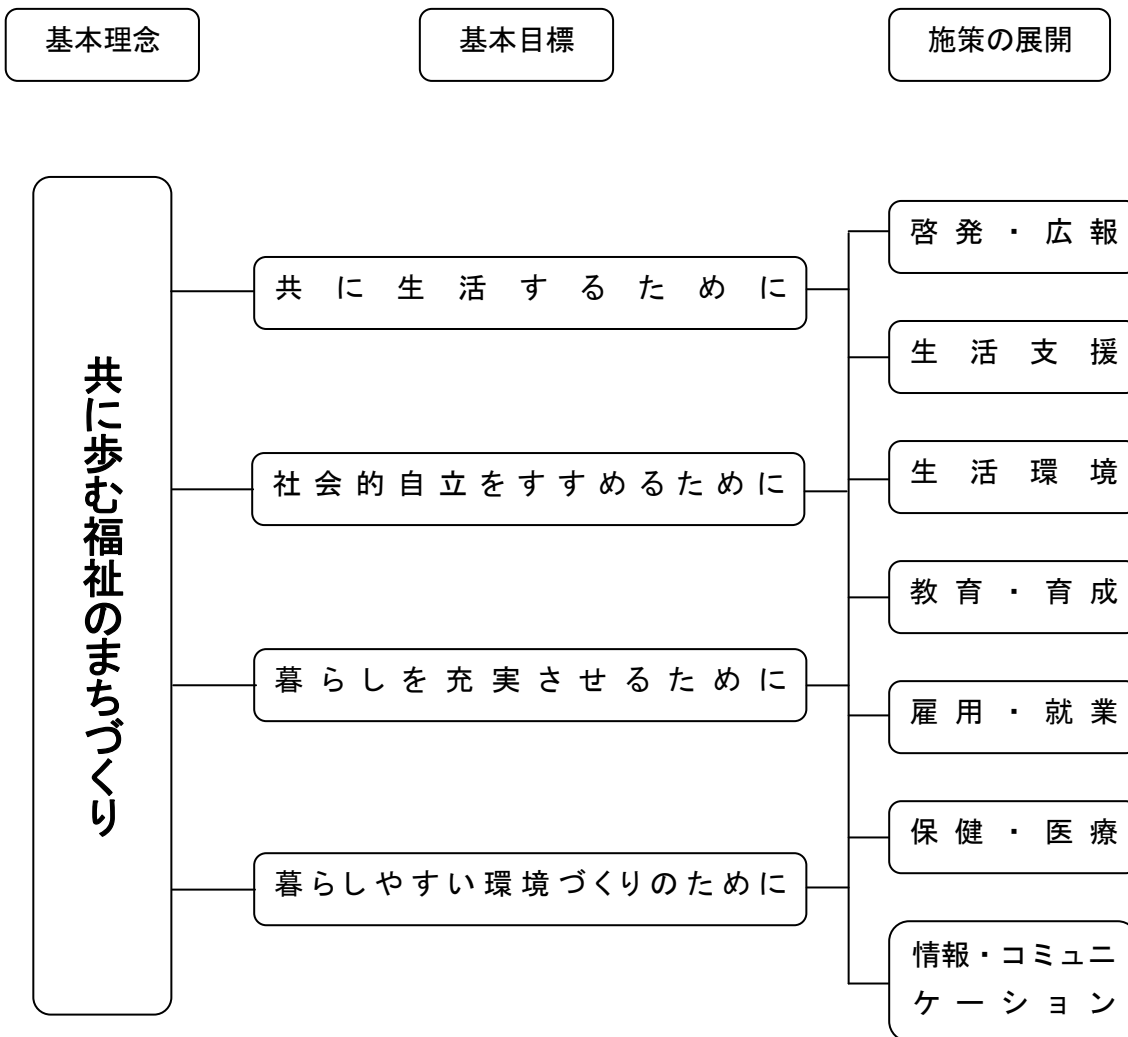 基本理念
基本目標
施策の展開
共に歩む福祉のまちづくり
共に生活するために
社会的自立をすすめるために
暮らしを充実させるために
暮らしやすい環境づくりのために
啓発・広報
生活支援
生活環境
教育・育成
雇用・就業
保健・医療
情報・コミュニ
ケーション